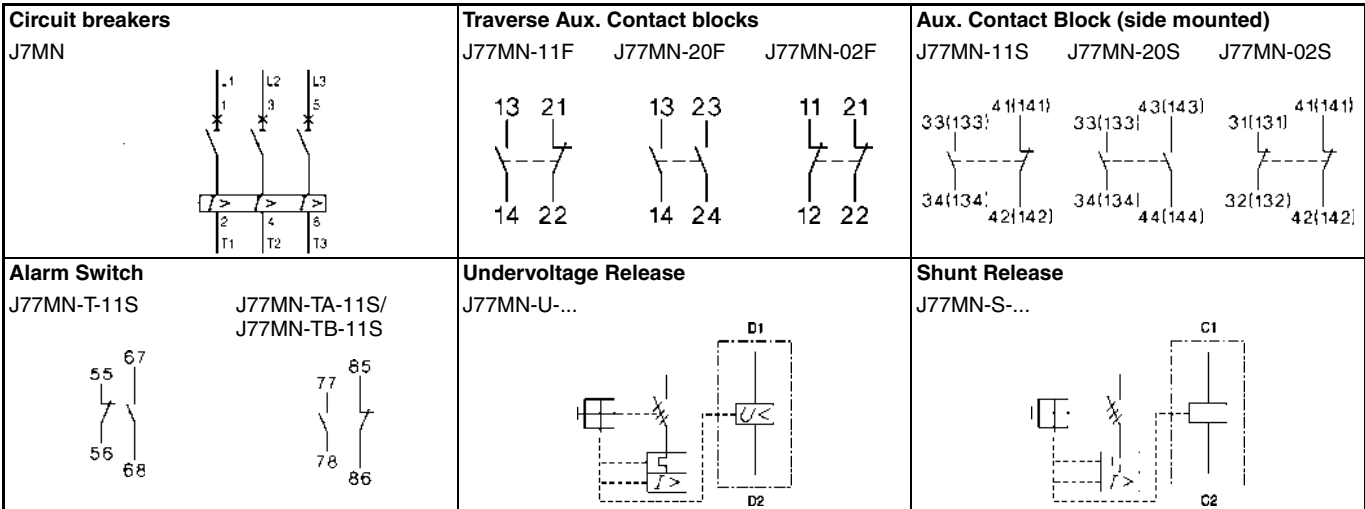 Circuit breakers
J7MN
L1 L2 L3
1 3 5
2 4 6
T1 T2 T3
Traverse Aux. Contact blocks
J77MN-11F J77MN-20F J77MN-02F
13 21 13 23 11 21
14 22 14 24 12 22
Aux. Contact Block (side mounted)
J77MN-11S J77MN-20S J77MN-02S
41(141) 43(143) 41(141)
33(133) 33(133) 31(131)
34(134) 34(134) 32(132)
42(142) 44(144) 42(142)
Alarm Switch
J77MN-T-11S J77MN-TA-11S/
J77MN-TB-11S
67
55
56
68
85
77
78
86
Undervoltage Release
J77MN-U-...
D1
U<
I >
D2
Shunt Release
J77MN-S-...
C1
I >
C2